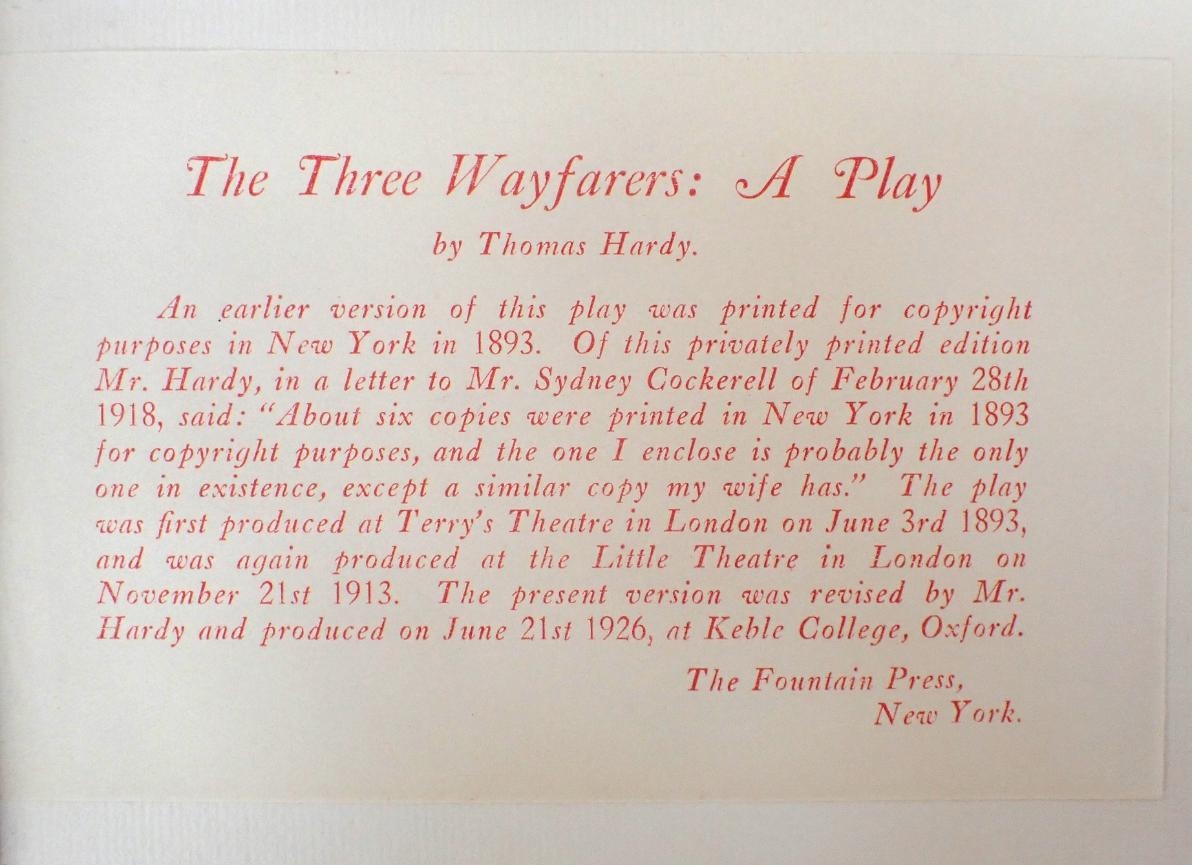 The Three Wayfarers: A Play
by Thomas Hardy.
An earlier version of this play was printed for copyright
purposes in New York in 1893. Of this privately printed edition
Mr. Hardy, in a letter to Mr. Sydney Cockerell of February 28th
1918, said: “About six copies were printed in New York in 1893
for copyright purposes, and the one I enclose is probably the only
one in existence, except a similar copy my wife has.” The play
was first produced at Terry’s Theatre in London on June 3rd 1893,
and was again produced at the Little Theatre in London on
November 21st 1913. The present version was revised by Mr.
Hardy and produced on June 21st 1926, at Keble College, Oxford.
The Fountain Press,
New York.